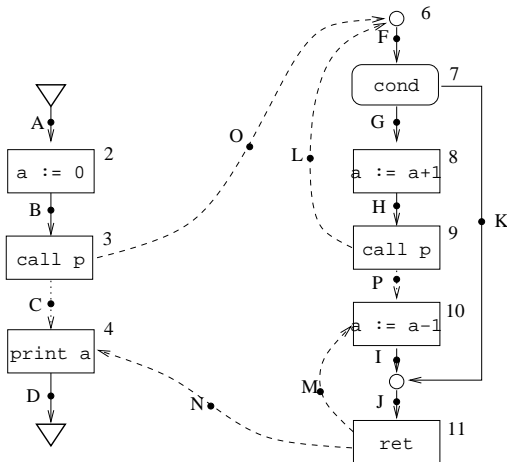 6
F
cond
7
A
G
O
L
a := 0
2
a := a+1
8
B
H
K
call p
3
call p
9
C
P
print a
4
a := a-1
10
I
D
M
N
J
ret
11